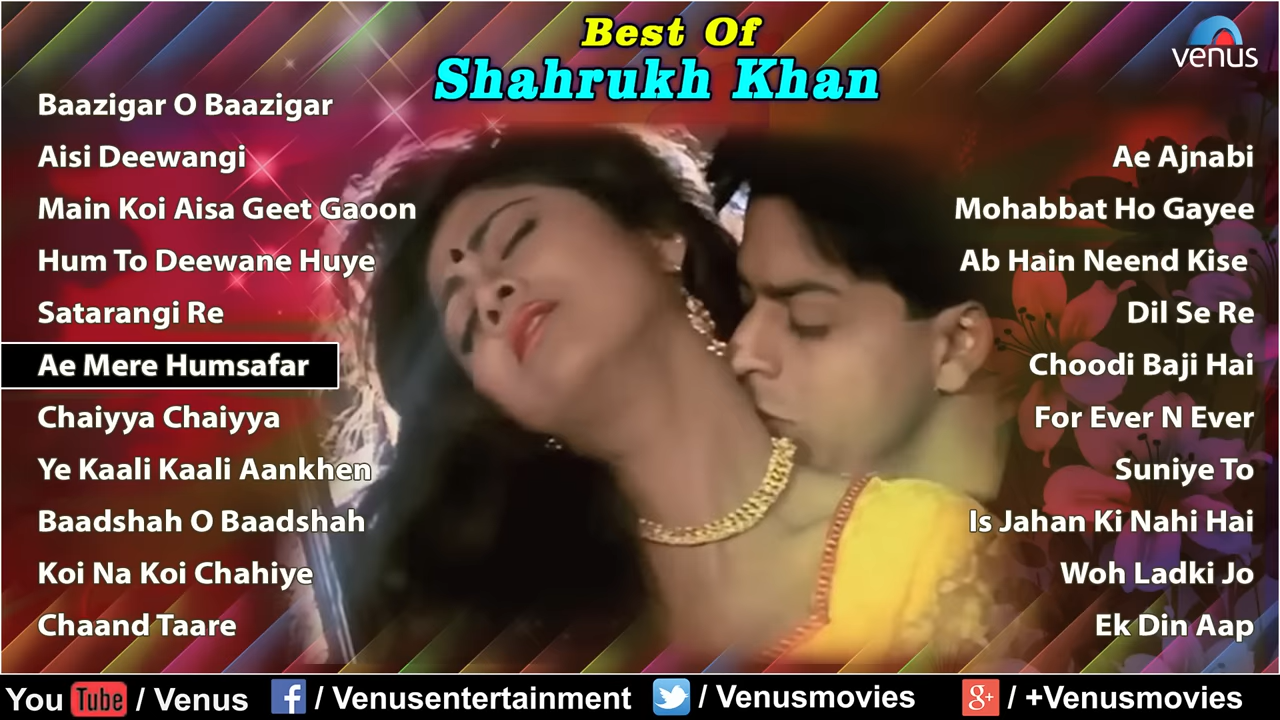 Best Of
Shahrukh Khan
venus
Baazigar O Baazigar
Aisi Deewangi
Main Koi Aisa Geet Gaoon
Hum To Deewane Huye
Satarangi Re
Ae Mere Humsafar
Chaiyya Chaiyya
Ye Kaali Kaali Aankhen
Baadshah O Baadshah
Koi Na Koi Chahiye
Chaand Taare
Ae Ajnabi
Mohabbat Ho Gayee
Ab Hain Neend Kise
Dil Se Re
Choodi Baji Hai
For Ever N Ever
Suniye To
Is Jahan Ki Nahi Hai
Woh Ladki Jo
Ek Din Aap
You Tube / Venus f / Venusentertainment / Venusmovies g+ / +Venusmovies